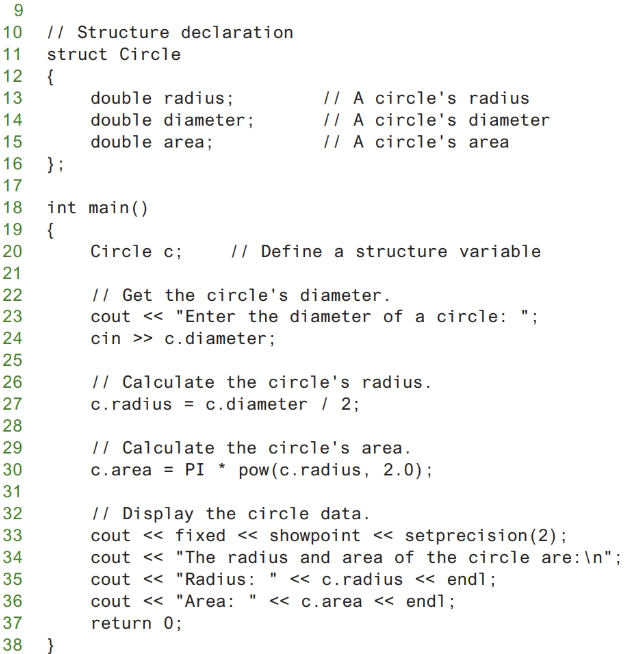 9
10 // Structure declaration
11 struct Circle
12 {
13     double radius;         // A circle's radius
14     double diameter;       // A circle's diameter
15     double area;           // A circle's area
16 };
17
18 int main()
19 {
20     Circle c;     // Define a structure variable
21
22     // Get the circle's diameter.
23     cout << "Enter the diameter of a circle: ";
24     cin >> c.diameter;
25
26     // Calculate the circle's radius.
27     c.radius = c.diameter / 2;
28
29     // Calculate the circle's area.
30     c.area = PI * pow(c.radius, 2.0);
31
32     // Display the circle data.
33     cout << fixed << showpoint << setprecision(2);
34     cout << "The radius and area of the circle are:\n";
35     cout << "Radius: " << c.radius << endl;
36     cout << "Area: " << c.area << endl;
37     return 0;
38 }